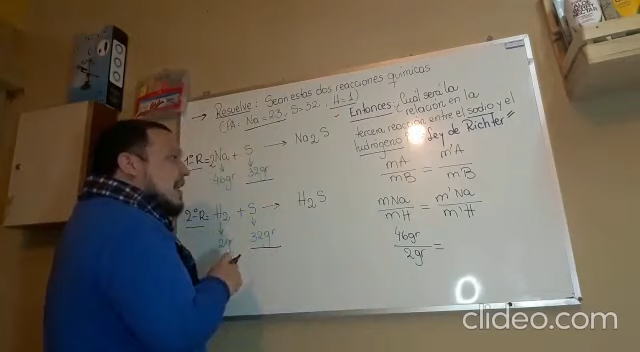 → Resuelve: Sean estas dos reacciones químicas
(PA: Na = 23, S = 32, H = 1)
Entonces: ¿Cuál será la
relación en la
tercera reacción entre el sodio y el
hidrógeno? Ley de Richter"
1ºR = 2Na + S → Na2S
46gr 32gr
2ºR = H2 + S → H2S
2gr 32gr
mA/mB = m'A/m'B
mNa/mH = m'Na/m'H
46gr/2gr =
clideo.com